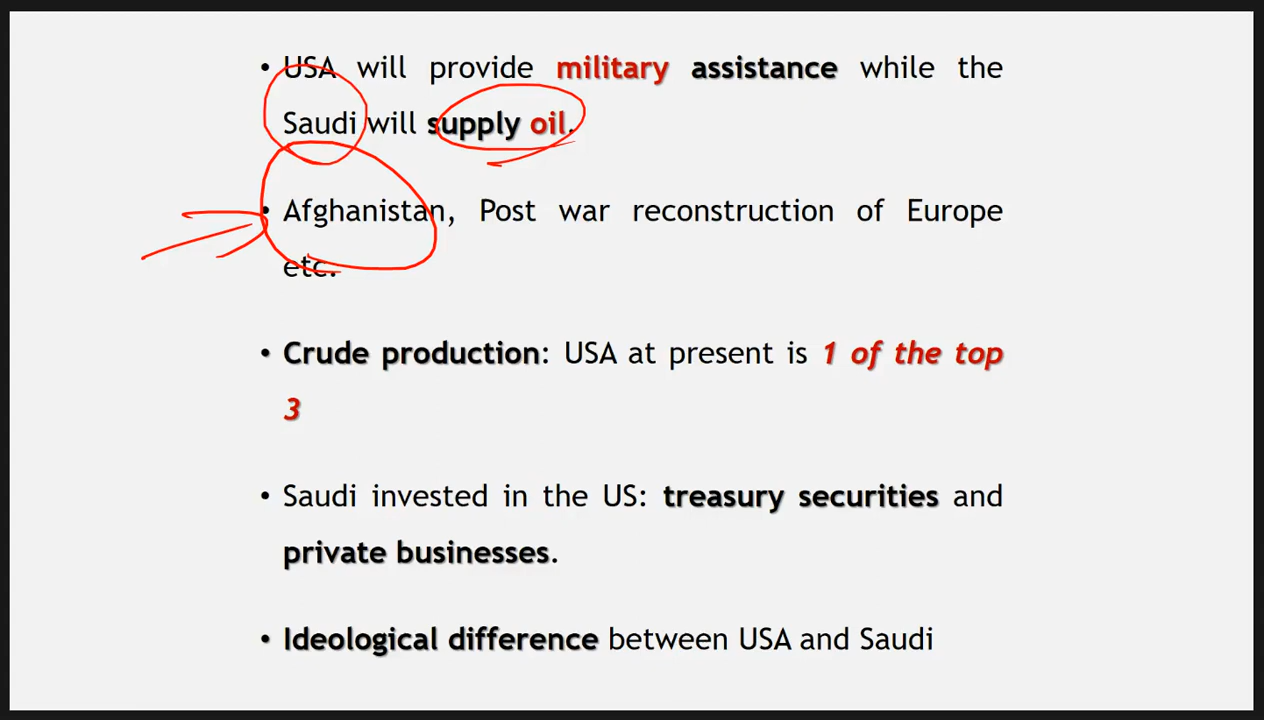 • USA will provide military assistance while the
Saudi will supply oil.
• Afghanistan, Post war reconstruction of Europe
etc.
• Crude production: USA at present is 1 of the top
3
• Saudi invested in the US: treasury securities and
private businesses.
• Ideological difference between USA and Saudi